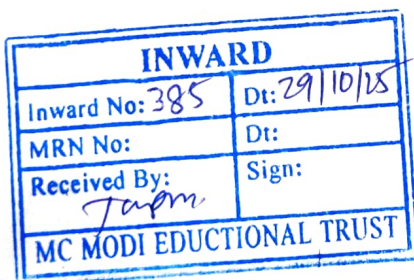 INWARD
Inward No: 385 Dt: 29/10/25
MRN No: Dt:
Received By: Sign:
MC MODI EDUCTIONAL TRUST